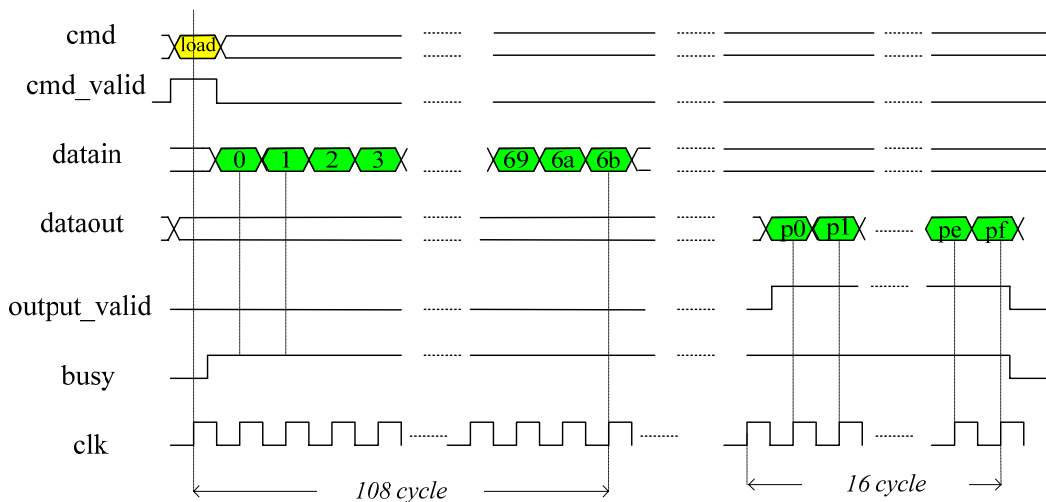 cmd load
cmd_valid
datain 0 1 2 3 69 6a 6b
dataout p0 p1 pe pf
output_valid
busy
clk
108 cycle 16 cycle